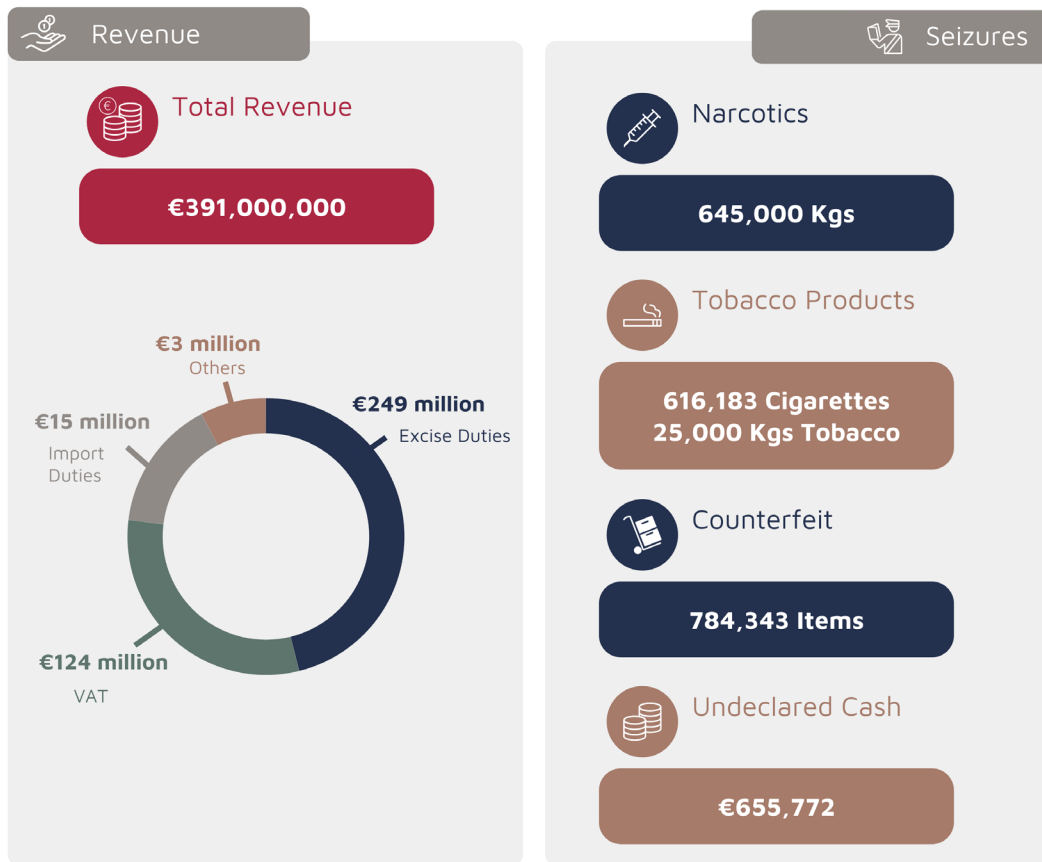 Revenue
Total Revenue
€391,000,000
€3 million
Others
€249 million
Excise Duties
€15 million
Import
Duties
€124 million
VAT
Seizures
Narcotics
645,000 Kgs
Tobacco Products
616,183 Cigarettes
25,000 Kgs Tobacco
Counterfeit
784,343 Items
Undeclared Cash
€655,772